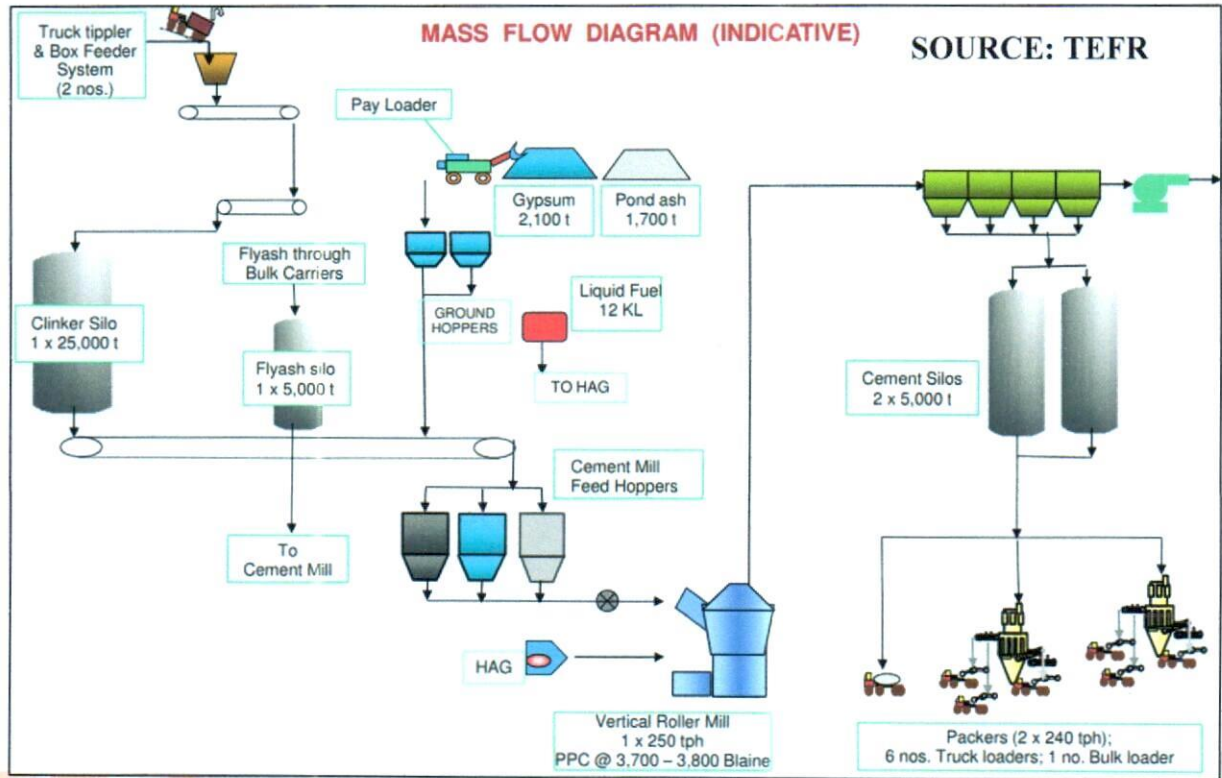 MASS FLOW DIAGRAM (INDICATIVE)
SOURCE: TEFR
Truck tippler
& Box Feeder
System
(2 nos.)
Pay Loader
Gypsum
2,100 t
Pond ash
1,700 t
Flyash through
Bulk Carriers
Clinker Silo
1 x 25,000 t
Flyash silo
1 x 5,000 t
GROUND
HOPPERS
Liquid Fuel
12 KL
TO HAG
Cement Silos
2 x 5,000 t
Cement Mill
Feed Hoppers
To
Cement Mill
HAG
Vertical Roller Mill
1 x 250 tph
PPC @ 3,700 – 3,800 Blaine
Packers (2 x 240 tph);
6 nos. Truck loaders; 1 no. Bulk loader